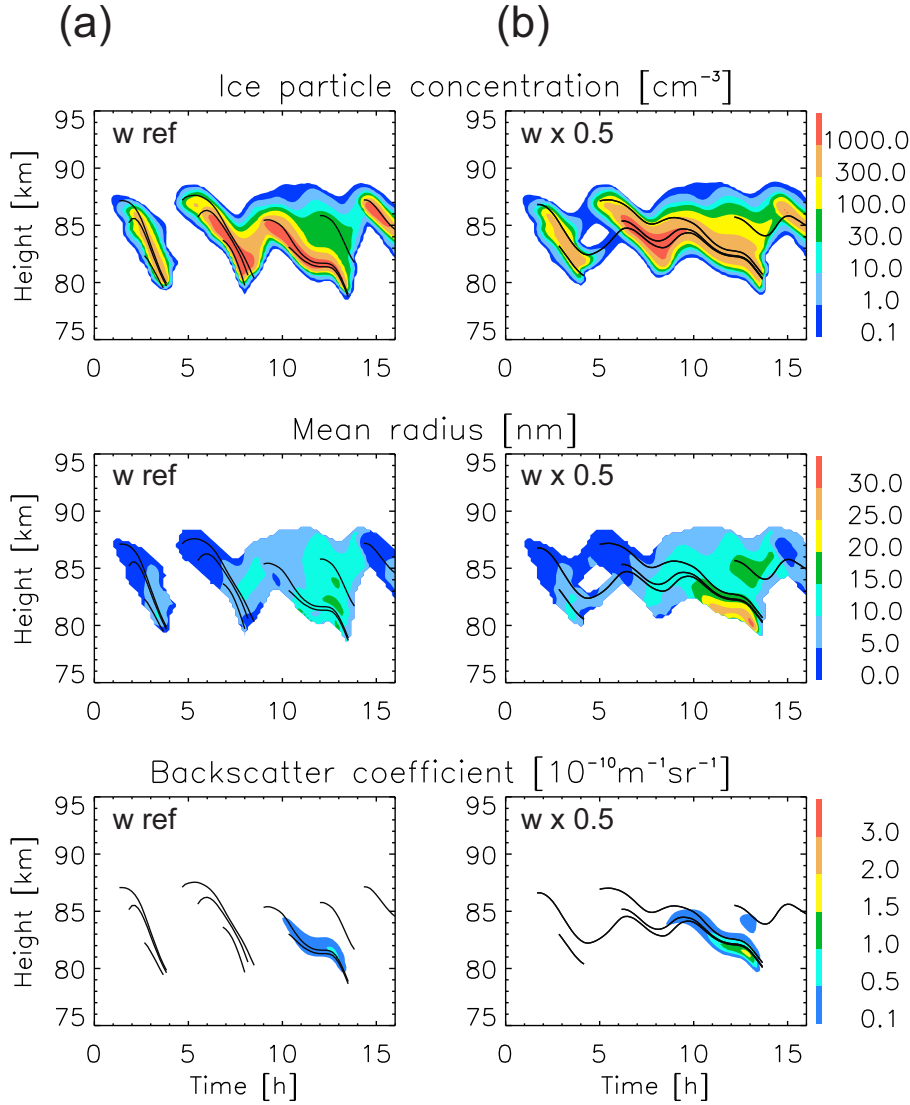 (a) (b)
Ice particle concentration [cm⁻³]
w ref
w x 0.5
95
90
85
80
75
Height [km]
0 5 10 15
95
90
85
80
75
0 5 10 15
1000.0
300.0
100.0
30.0
10.0
1.0
0.1
Mean radius [nm]
w ref
w x 0.5
95
90
85
80
75
Height [km]
0 5 10 15
95
90
85
80
75
0 5 10 15
30.0
25.0
20.0
15.0
10.0
5.0
0.0
Backscatter coefficient [10⁻¹⁰m⁻¹sr⁻¹]
w ref
w x 0.5
95
90
85
80
75
Height [km]
0 5 10 15
Time [h]
95
90
85
80
75
0 5 10 15
Time [h]
3.0
2.0
1.5
1.0
0.5
0.1